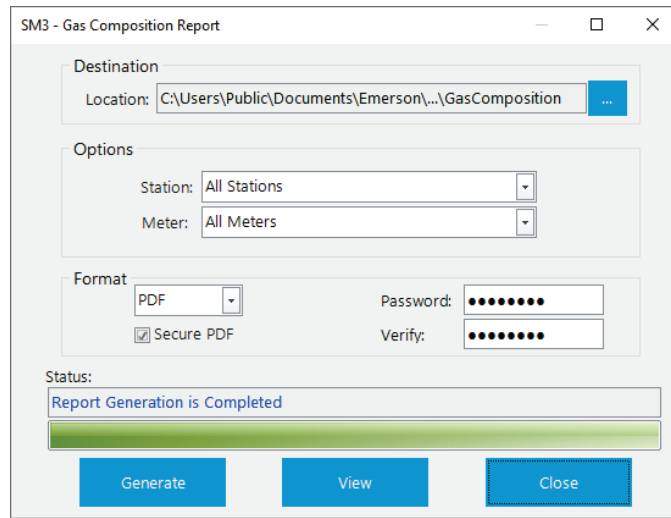 SM3 - Gas Composition Report
Destination
Location: C:\Users\Public\Documents\Emerson\...\GasComposition ...
Options
Station: All Stations
Meter: All Meters
Format
PDF Password: ●●●●●●●●
Secure PDF Verify: ●●●●●●●●
Status:
Report Generation is Completed
Generate View Close